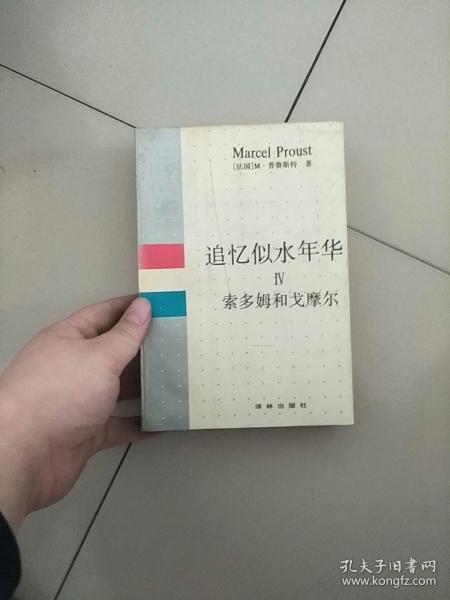 Marcel Proust
[法国]M·普鲁斯特 著
追忆似水年华
Ⅳ
索多姆和戈摩尔
译林出版社
孔夫子旧书网
www.kongfz.com